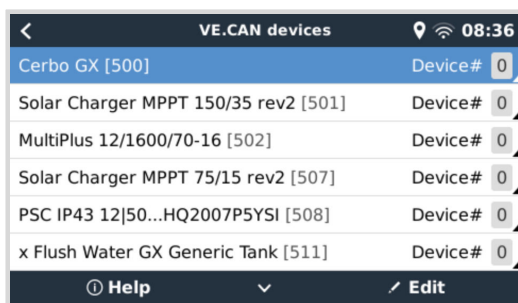 VE.CAN devices 08:36
Cerbo GX [500] Device# 0
Solar Charger MPPT 150/35 rev2 [501] Device# 0
MultiPlus 12/1600/70-16 [502] Device# 0
Solar Charger MPPT 75/15 rev2 [507] Device# 0
PSC IP43 12|50...HQ2007P5YSI [508] Device# 0
x Flush Water GX Generic Tank [511] Device# 0
Help Edit